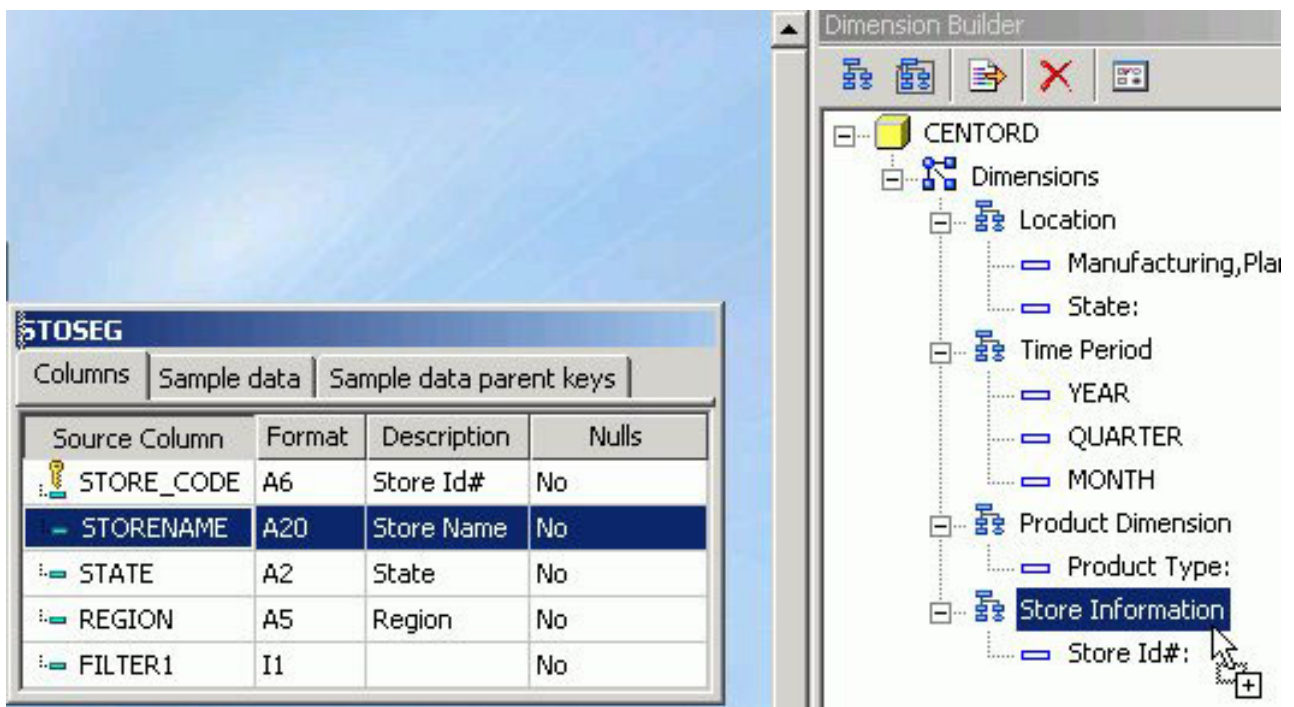 Dimension Builder
CENTORD
Dimensions
Location
Manufacturing,Plan
State:
Time Period
YEAR
QUARTER
MONTH
Product Dimension
Product Type:
Store Information
Store Id#:
STOSEG
Columns Sample data Sample data parent keys
Source Column Format Description Nulls
STORE_CODE A6 Store Id# No
STORENAME A20 Store Name No
STATE A2 State No
REGION A5 Region No
FILTER1 I1 No